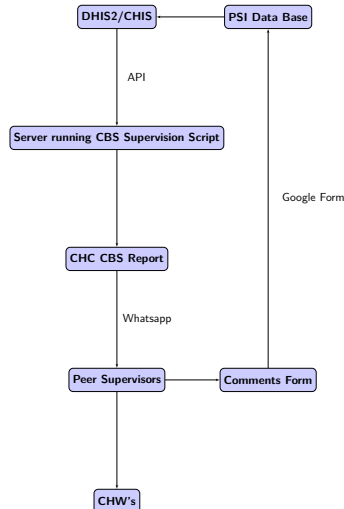 DHIS2/CHIS
PSI Data Base
API
Server running CBS Supervision Script
Google Form
CHC CBS Report
Whatsapp
Peer Supervisors
Comments Form
CHW's